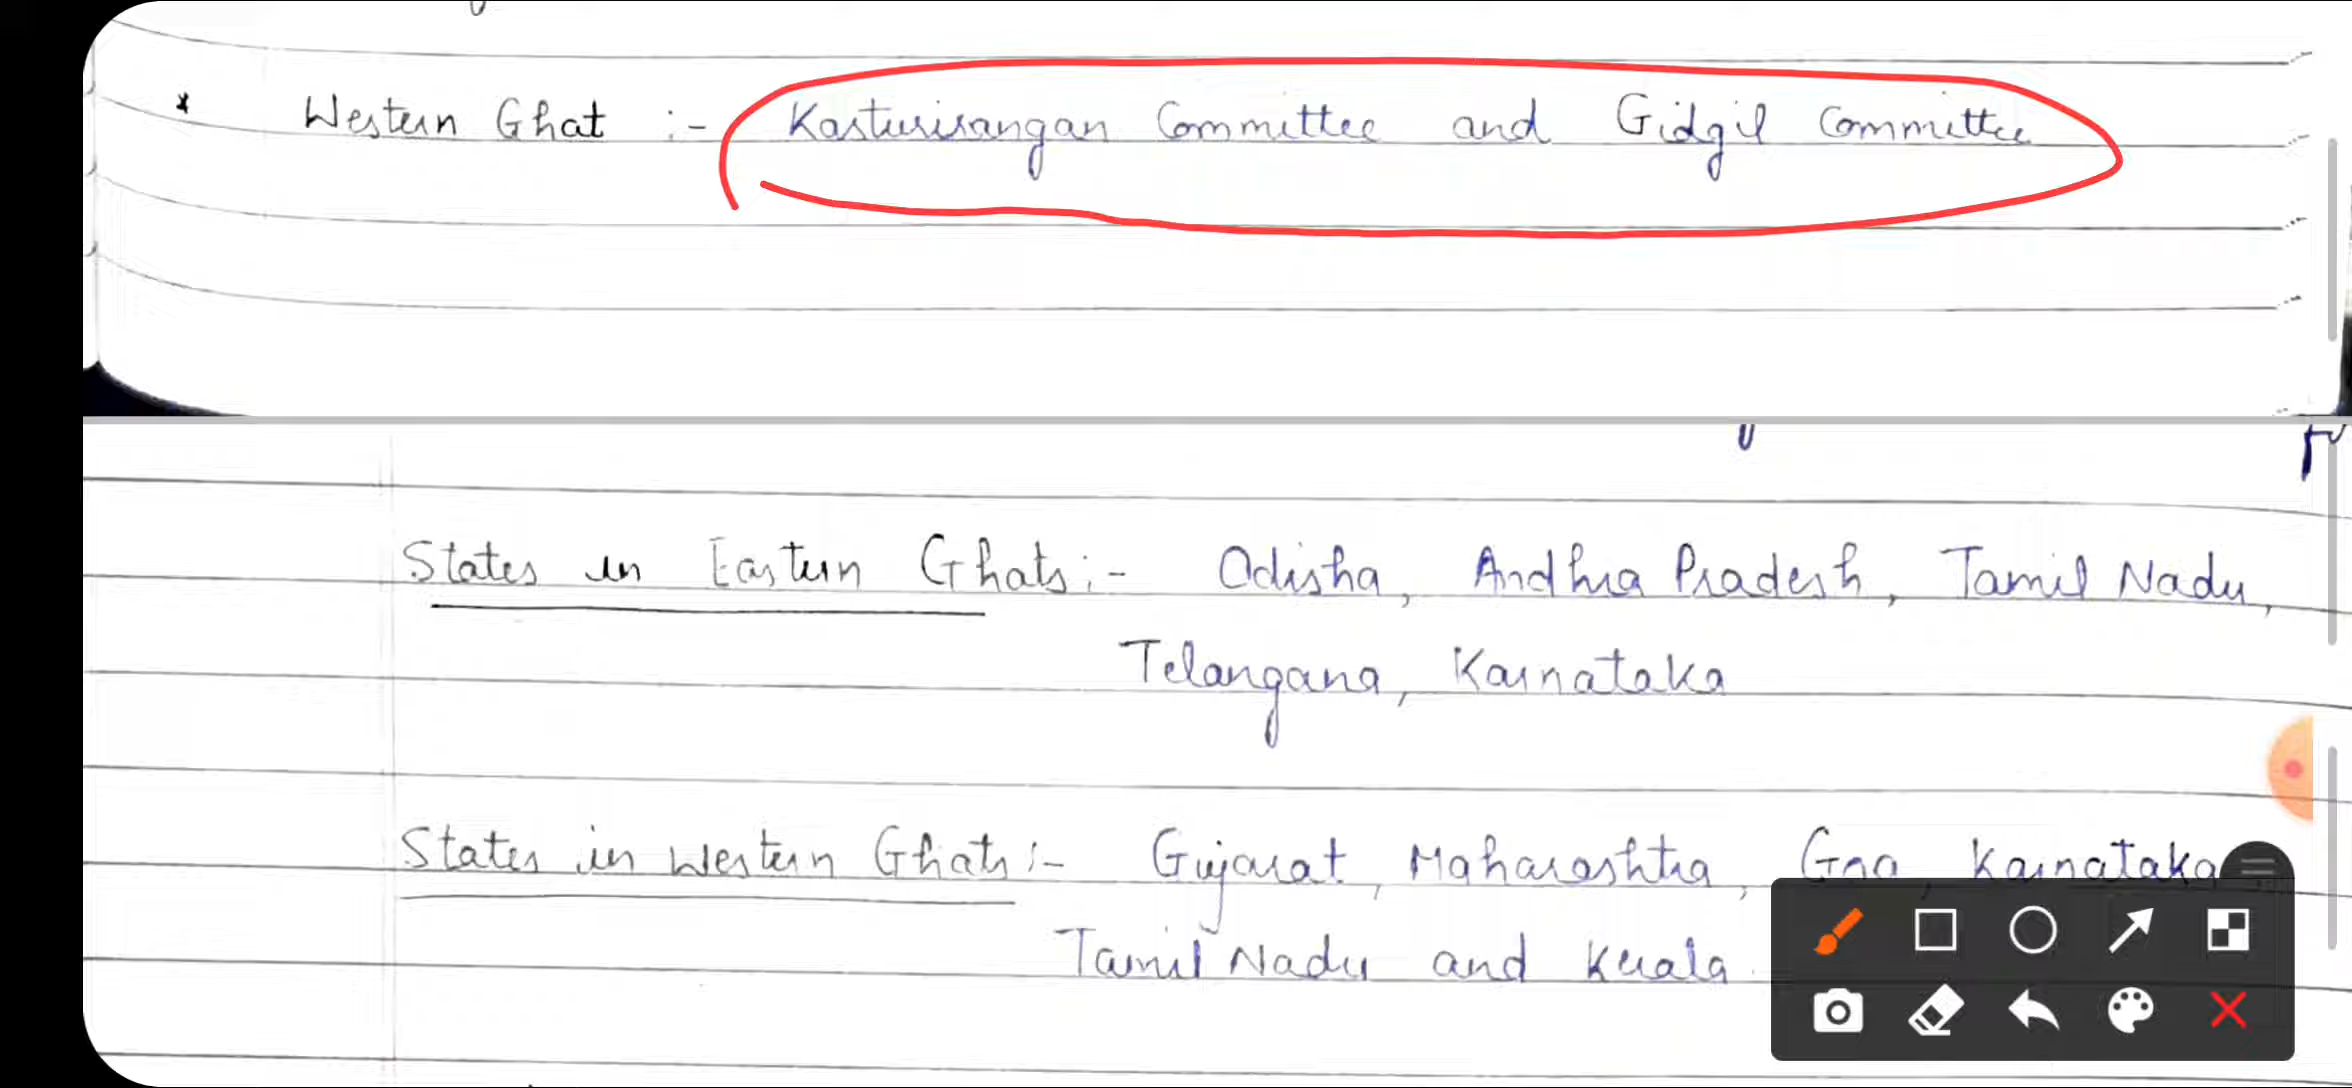 * Western Ghat :- Kasturirangan Committee and Gidgil Committee
States in Eastern Ghats :- Odisha, Andhra Pradesh, Tamil Nadu,
Telangana, Karnataka
States in Western Ghats :- Gujarat, Maharashtra, Goa, Karnataka
Tamil Nadu and Kerala.